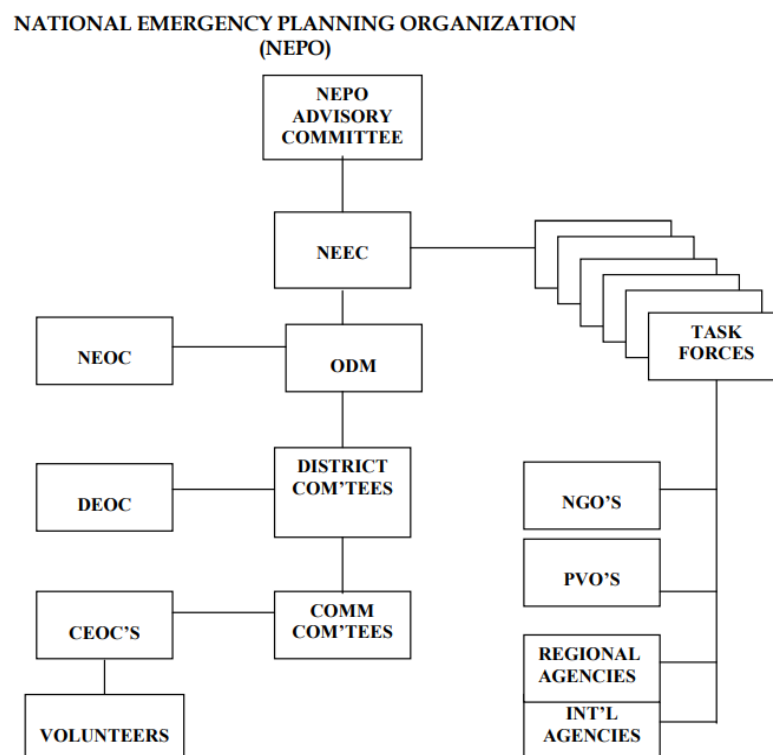 NATIONAL EMERGENCY PLANNING ORGANIZATION
(NEPO)
NEPO
ADVISORY
COMMITTEE
NEEC
TASK
FORCES
NEOC
ODM
DISTRICT
COM'TEES
DEOC
NGO'S
PVO'S
CEOC'S
COMM
COM'TEES
REGIONAL
AGENCIES
VOLUNTEERS
INT'L
AGENCIES